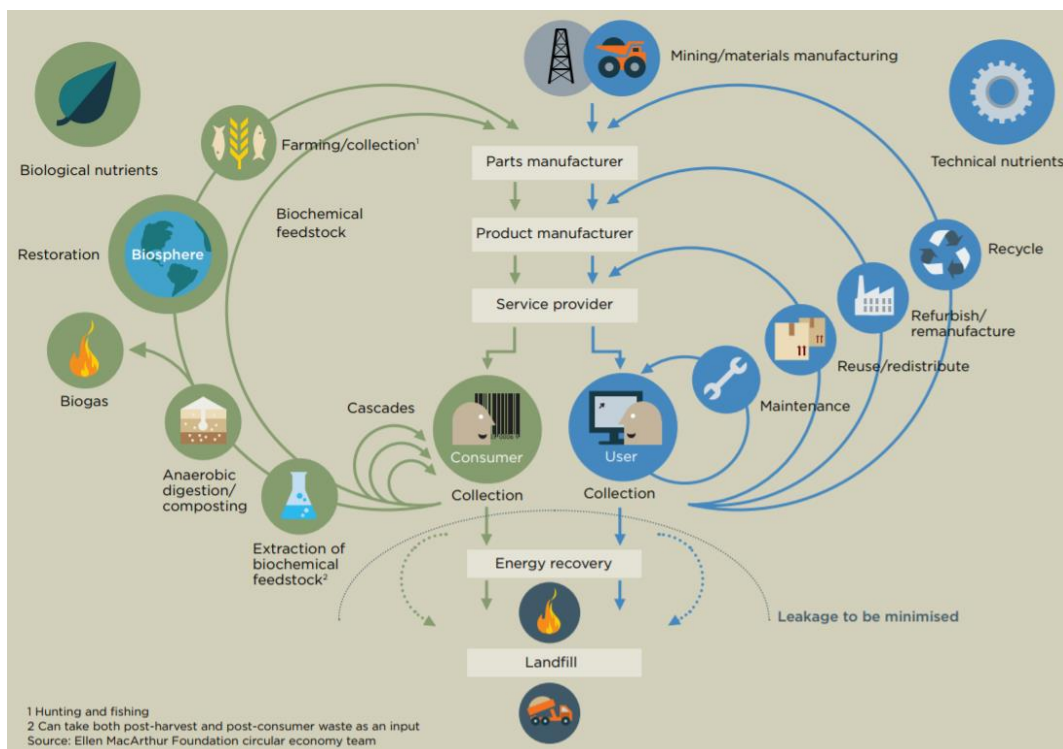 Mining/materials manufacturing
Biological nutrients
Technical nutrients
Farming/collection¹
Parts manufacturer
Biochemical
feedstock
Product manufacturer
Restoration
Biosphere
Recycle
Service provider
Refurbish/
remanufacture
Reuse/redistribute
Biogas
Cascades
Maintenance
Consumer
User
Anaerobic
digestion/
composting
Collection
Collection
Extraction of
biochemical
feedstock²
Energy recovery
Leakage to be minimised
Landfill
1 Hunting and fishing
2 Can take both post-harvest and post-consumer waste as an input
Source: Ellen MacArthur Foundation circular economy team